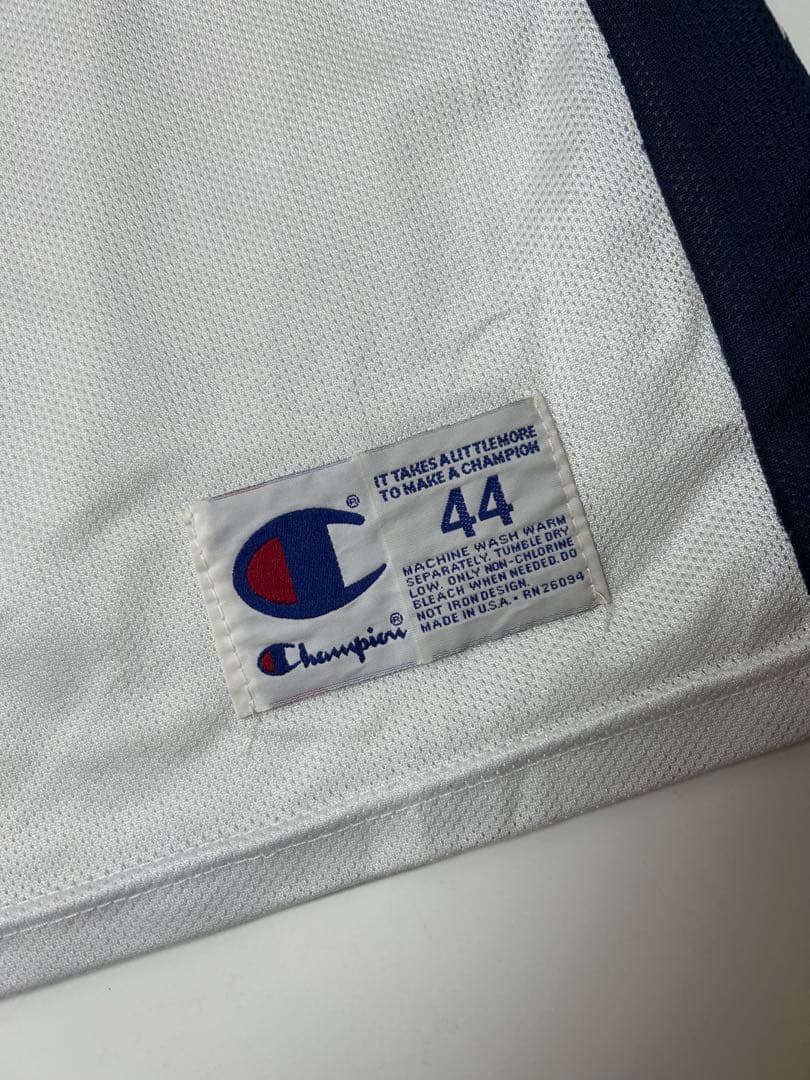 ®
Champion®
IT TAKES A LITTLE MORE
TO MAKE A CHAMPION
44
MACHINE WASH WARM
SEPARATELY. TUMBLE DRY
LOW. ONLY NON-CHLORINE
BLEACH WHEN NEEDED. DO
NOT IRON DESIGN.
MADE IN U.S.A. • RN 26094